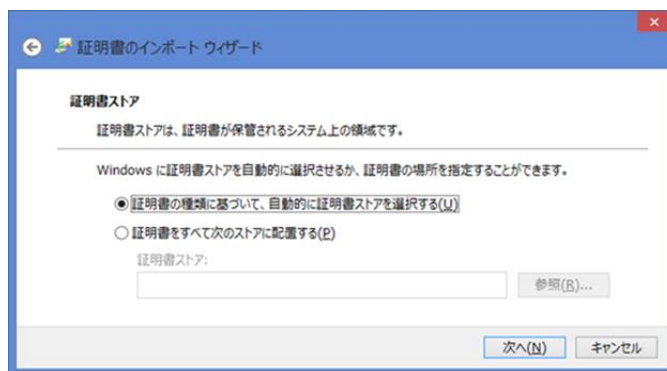 証明書のインポート ウィザード
証明書ストア
証明書ストアは、証明書が保管されるシステム上の領域です。
Windows に証明書ストアを自動的に選択させるか、証明書の場所を指定することができます。
証明書の種類に基づいて、自動的に証明書ストアを選択する(U)
証明書をすべて次のストアに配置する(P)
証明書ストア:
参照(R)...
次へ(N) キャンセル